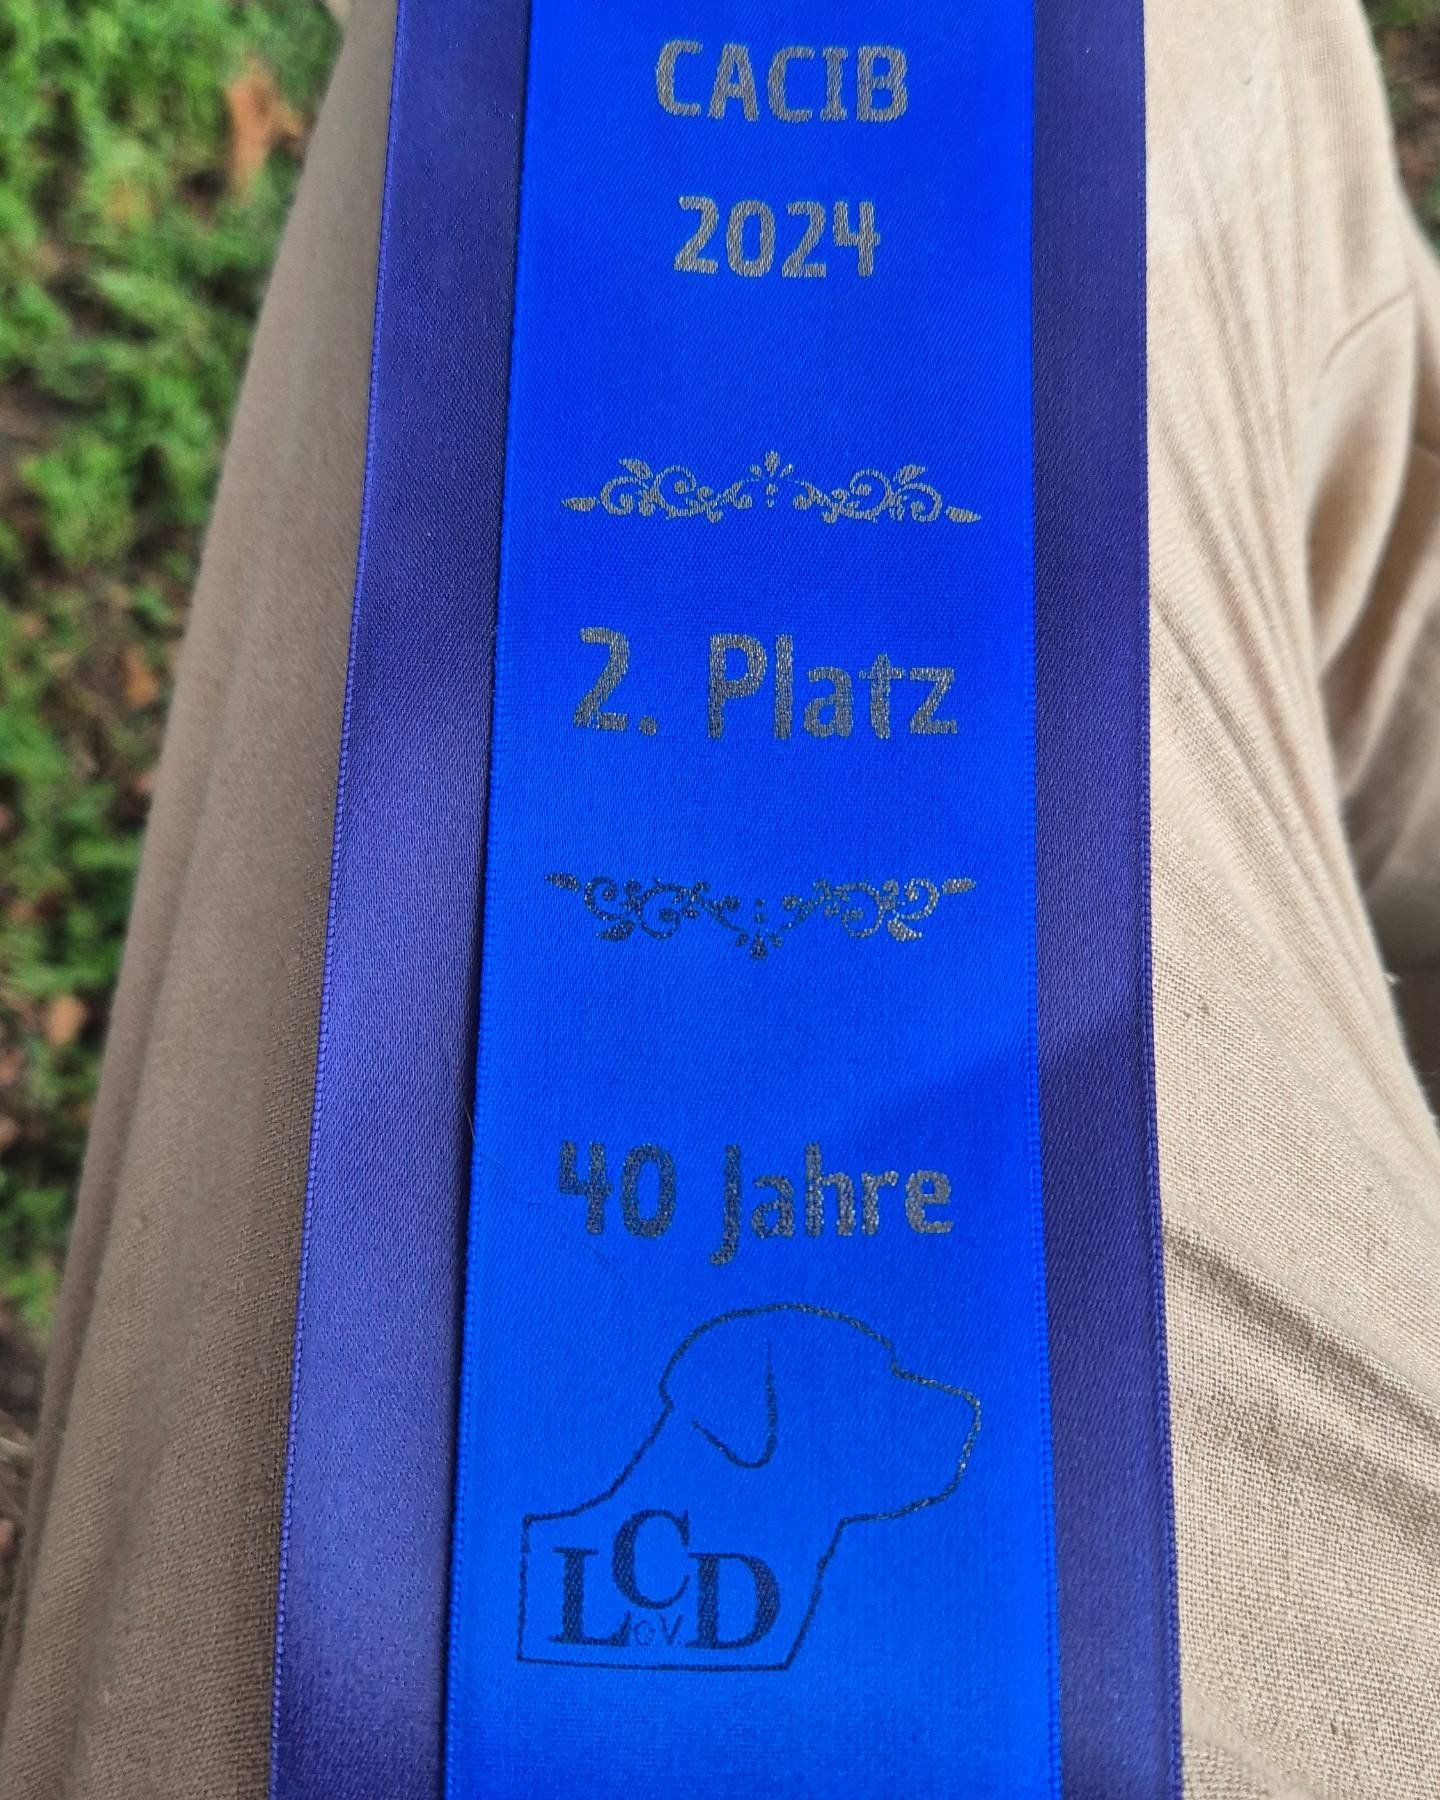 CACIB
2024
2. Platz
40 Jahre
LCD
e.V.